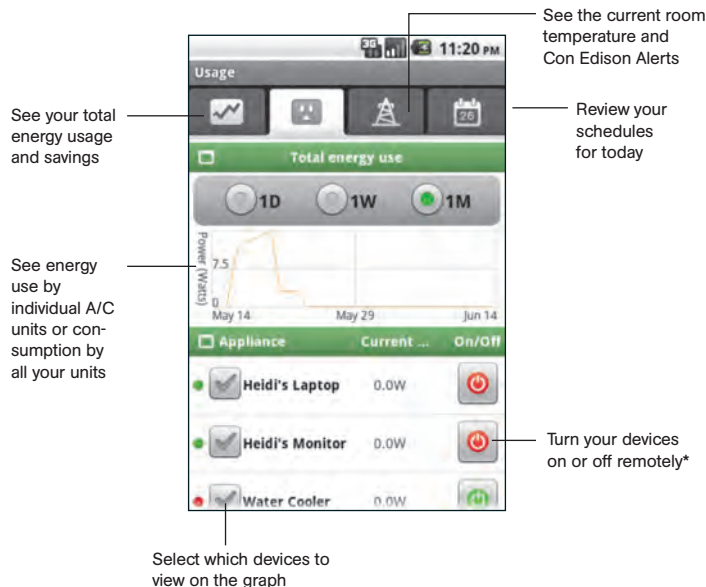 See the current room
temperature and
Con Edison Alerts
3G 11:20 PM
Usage
See your total
energy usage
and savings
26
Review your
schedules
for today
Total energy use
1D 1W 1M
See energy
use by
individual A/C
units or con-
sumption by
all your units
Power (Watts)
7.5
0
May 14 May 29 Jun 14
Appliance Current ... On/Off
Heidi's Laptop 0.0W
Heidi's Monitor 0.0W
Turn your devices
on or off remotely*
Water Cooler 0.0W
Select which devices to
view on the graph